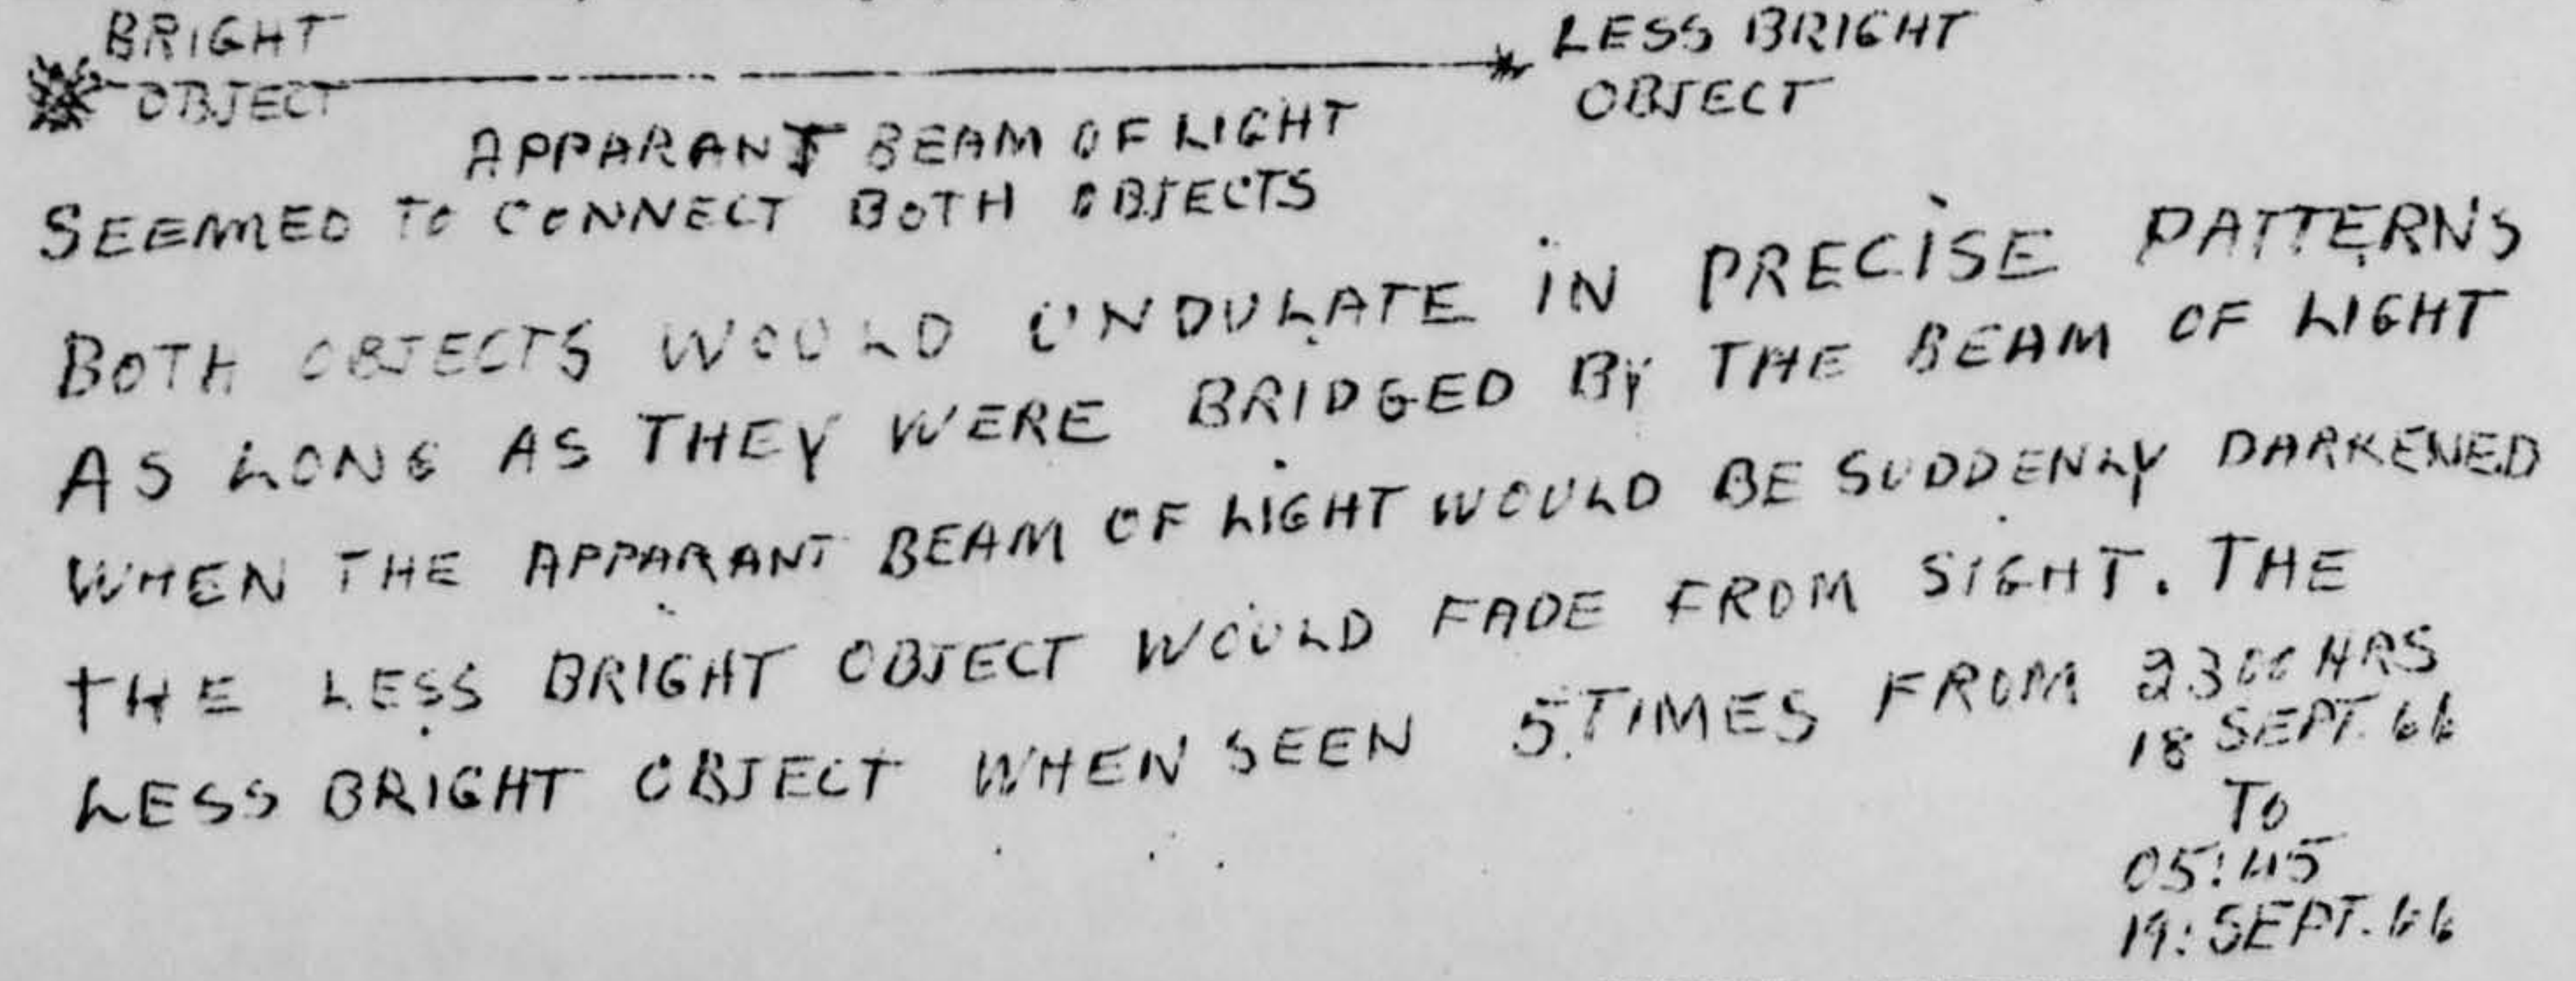 BRIGHT
OBJECT
LESS BRIGHT
OBJECT
APPARANT BEAM OF LIGHT
SEEMED TO CONNECT BOTH OBJECTS
BOTH OBJECTS WOULD UNDULATE IN PRECISE PATTERNS
AS LONG AS THEY WERE BRIDGED BY THE BEAM OF LIGHT
WHEN THE APPARANT BEAM OF LIGHT WOULD BE SUDDENLY DARKENED
THE LESS BRIGHT OBJECT WOULD FADE FROM SIGHT. THE
LESS BRIGHT OBJECT WHEN SEEN 5 TIMES FROM 2300 HRS
18 SEPT. 66
TO
05:45
19: SEPT. 66